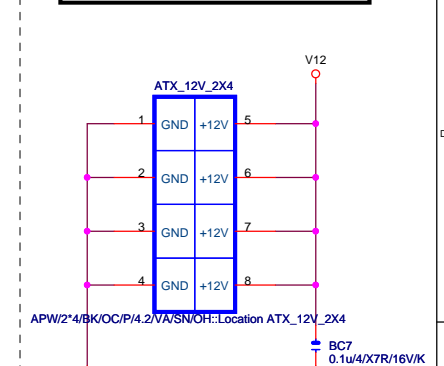 V12
ATX_12V_2X4
1 GND +12V 5
2 GND +12V 6
3 GND +12V 7
4 GND +12V 8
APW//2*4/BK/OC/P/4.2/VA/SN/OH::Location ATX_12V_2X4
BC7
0.1u/4/X7R/16V/K